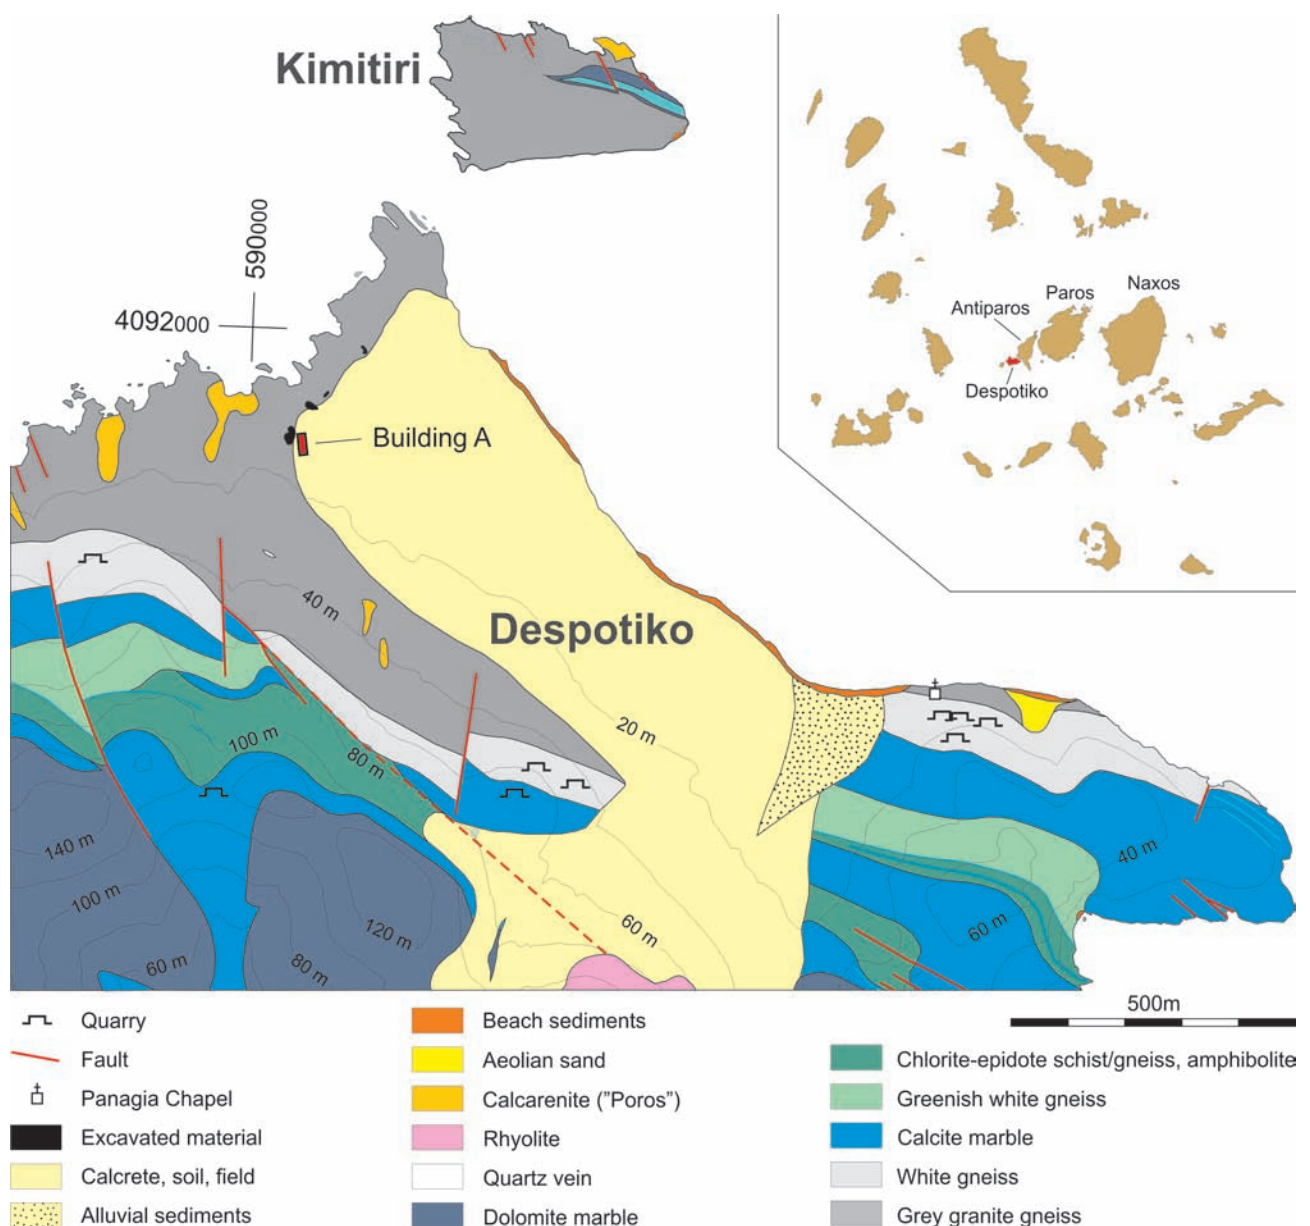 Kimitiri
590000
4092000
Naxos
Paros
Antiparos
Despotiko
Building A
40 m
Despotiko
20 m
100 m
80 m
140 m
100 m
60 m
120 m
80 m
60 m
40 m
60 m
500m
Quarry
Fault
Panagia Chapel
Excavated material
Calcrete, soil, field
Alluvial sediments
Beach sediments
Aeolian sand
Calcarenite ("Poros")
Rhyolite
Quartz vein
Dolomite marble
Chlorite-epidote schist/gneiss, amphibolite
Greenish white gneiss
Calcite marble
White gneiss
Grey granite gneiss